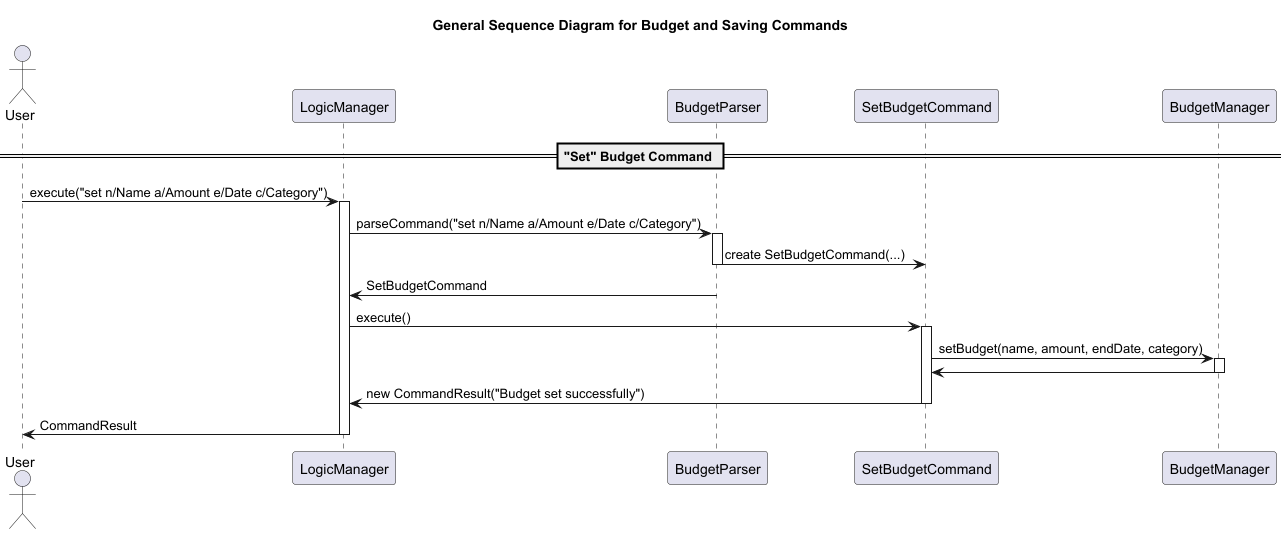 General Sequence Diagram for Budget and Saving Commands
User
LogicManager
BudgetParser
SetBudgetCommand
BudgetManager
"Set" Budget Command
execute("set n/Name a/Amount e/Date c/Category")
parseCommand("set n/Name a/Amount e/Date c/Category")
create SetBudgetCommand(...)
SetBudgetCommand
execute()
setBudget(name, amount, endDate, category)
new CommandResult("Budget set successfully")
CommandResult
User
LogicManager
BudgetParser
SetBudgetCommand
BudgetManager